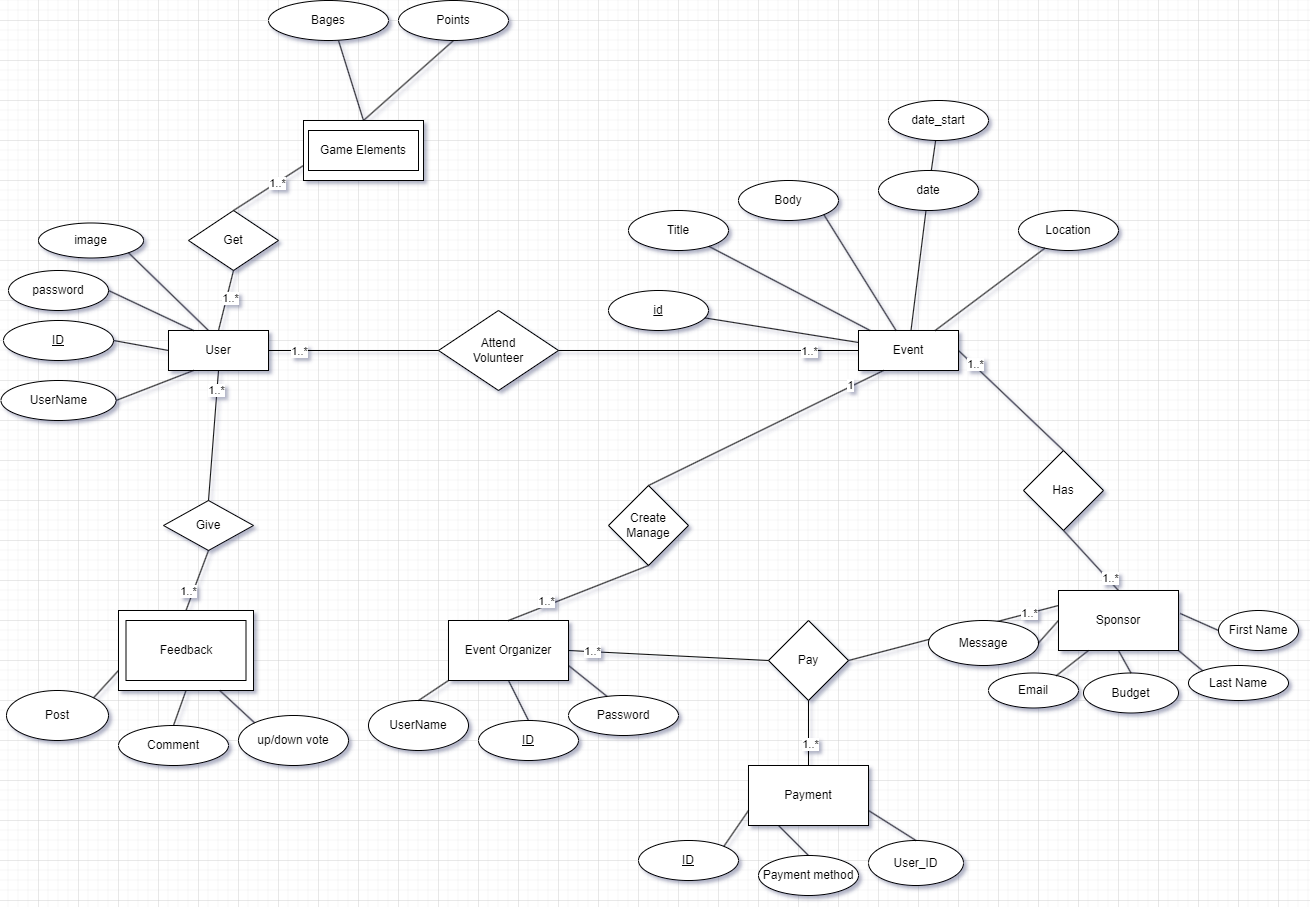 Bages
Points
Game Elements
1..*
Get
1..*
image
password
ID
UserName
User
1..*
1..*
Attend
Volunteer
1..*
date_start
date
Body
Title
Location
id
Event
1
1..*
Has
1..*
Create
Manage
1..*
Give
1..*
Feedback
Post
Comment
up/down vote
Event Organizer
1..*
UserName
ID
Password
Pay
1..*
1..*
Sponsor
Message
Email
Budget
Last Name
First Name
Payment
ID
Payment method
User_ID